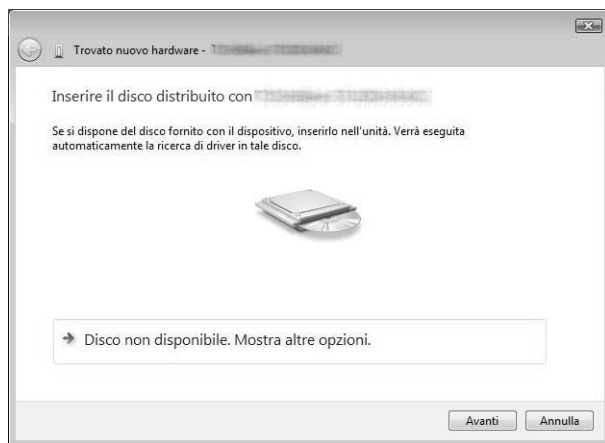 Trovato nuovo hardware -
Inserire il disco distribuito con
Se si dispone del disco fornito con il dispositivo, inserirlo nell'unità. Verrà eseguita
automaticamente la ricerca di driver in tale disco.
Disco non disponibile. Mostra altre opzioni.
Avanti
Annulla